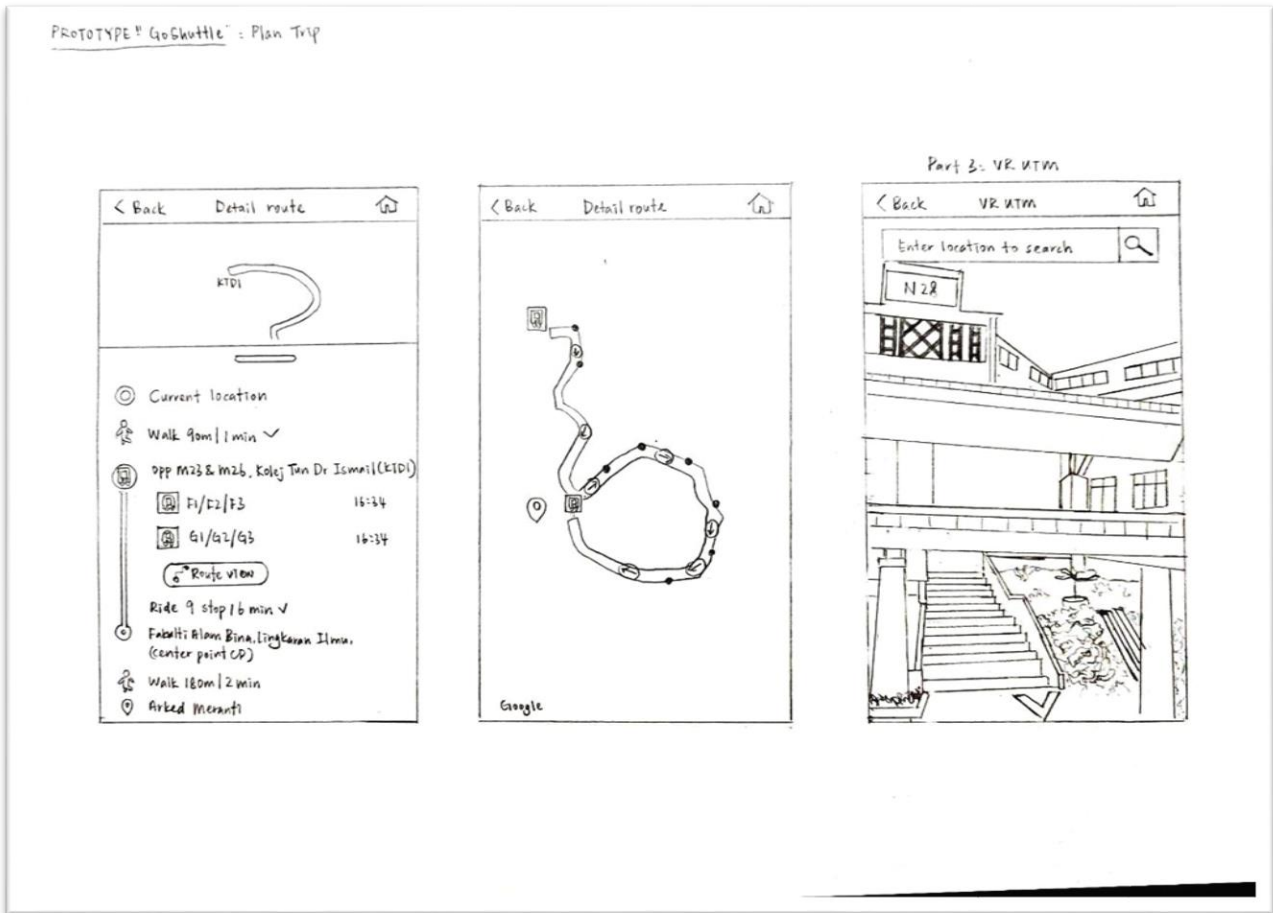 PROTOTYPE "GoShuttle" : Plan Trip
< Back Detail route
KTDI
Current location
Walk 90m | 1 min
opp M23 & M26, Kolej Tun Dr Ismail (KTDI)
F1/F2/F3 16:34
G1/G2/G3 16:34
Route view
Ride 9 stop | 6 min
Fakulti Alam Bina, Lingkaran Ilmu,
(center point CP)
Walk 180m | 2 min
Arked Meranti
< Back Detail route
Google
Part 3: VR UTM
< Back VR UTM
Enter location to search
N28